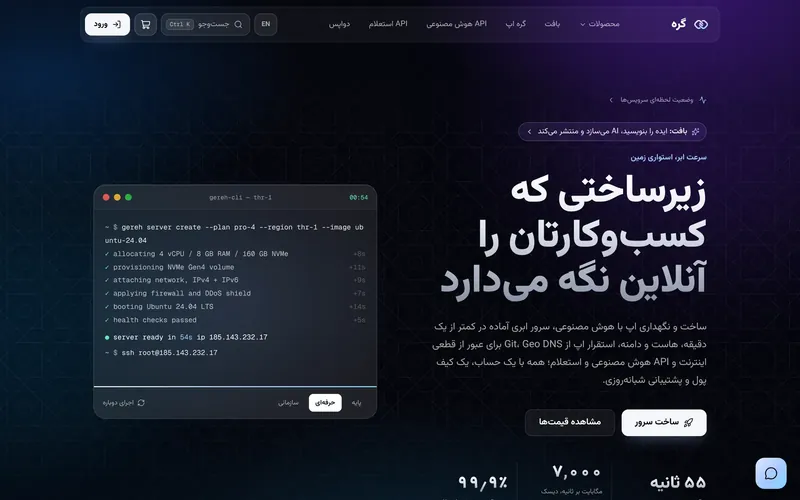 گره
محصولات
بافت
گره اپ
API هوش مصنوعی
API استعلام
دواپس
EN
جست‌وجو
Ctrl K
ورود
وضعیت لحظه‌ای سرویس‌ها
بافت: ایده را بنویسید، AI می‌سازد و منتشر می‌کند
سرعت ابر، استواری زمین
زیرساختی که
کسب‌وکارتان را
آنلاین نگه می‌دارد
ساخت و نگهداری اپ با هوش مصنوعی، سرور ابری آماده در کمتر از یک
دقیقه، هاست و دامنه، استقرار اپ از Git، Geo DNS برای عبور از قطعی
اینترنت و API هوش مصنوعی و استعلام؛ همه با یک حساب، یک کیف
پول و پشتیبانی شبانه‌روزی.
ساخت سرور
مشاهده قیمت‌ها
۵۵ ثانیه
۷,۰۰۰
مگابایت بر ثانیه، دیسک
۹۹٫۹٪
gereh-cli — thr-1
00:54
~ $ gereh server create --plan pro-4 --region thr-1 --image ub
untu-24.04
✓ allocating 4 vCPU / 8 GB RAM / 160 GB NVMe
+8s
✓ provisioning NVMe Gen4 volume
+11s
✓ attaching network, IPv4 + IPv6
+9s
✓ applying firewall and DDoS shield
+7s
✓ booting Ubuntu 24.04 LTS
+14s
✓ health checks passed
+5s
● server ready in 54s ip 185.143.232.17
~ $ ssh root@185.143.232.17
پایه
حرفه‌ای
سازمانی
اجرای دوباره